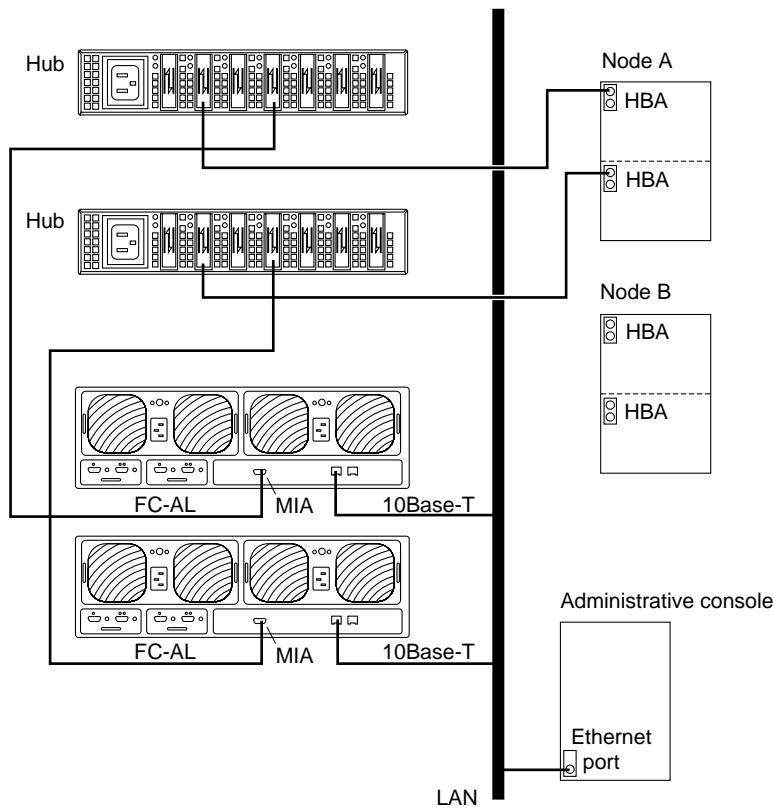 Hub
Node A
HBA
HBA
Hub
Node B
HBA
HBA
FC-AL
MIA
10Base-T
FC-AL
MIA
10Base-T
Administrative console
Ethernet
port
LAN